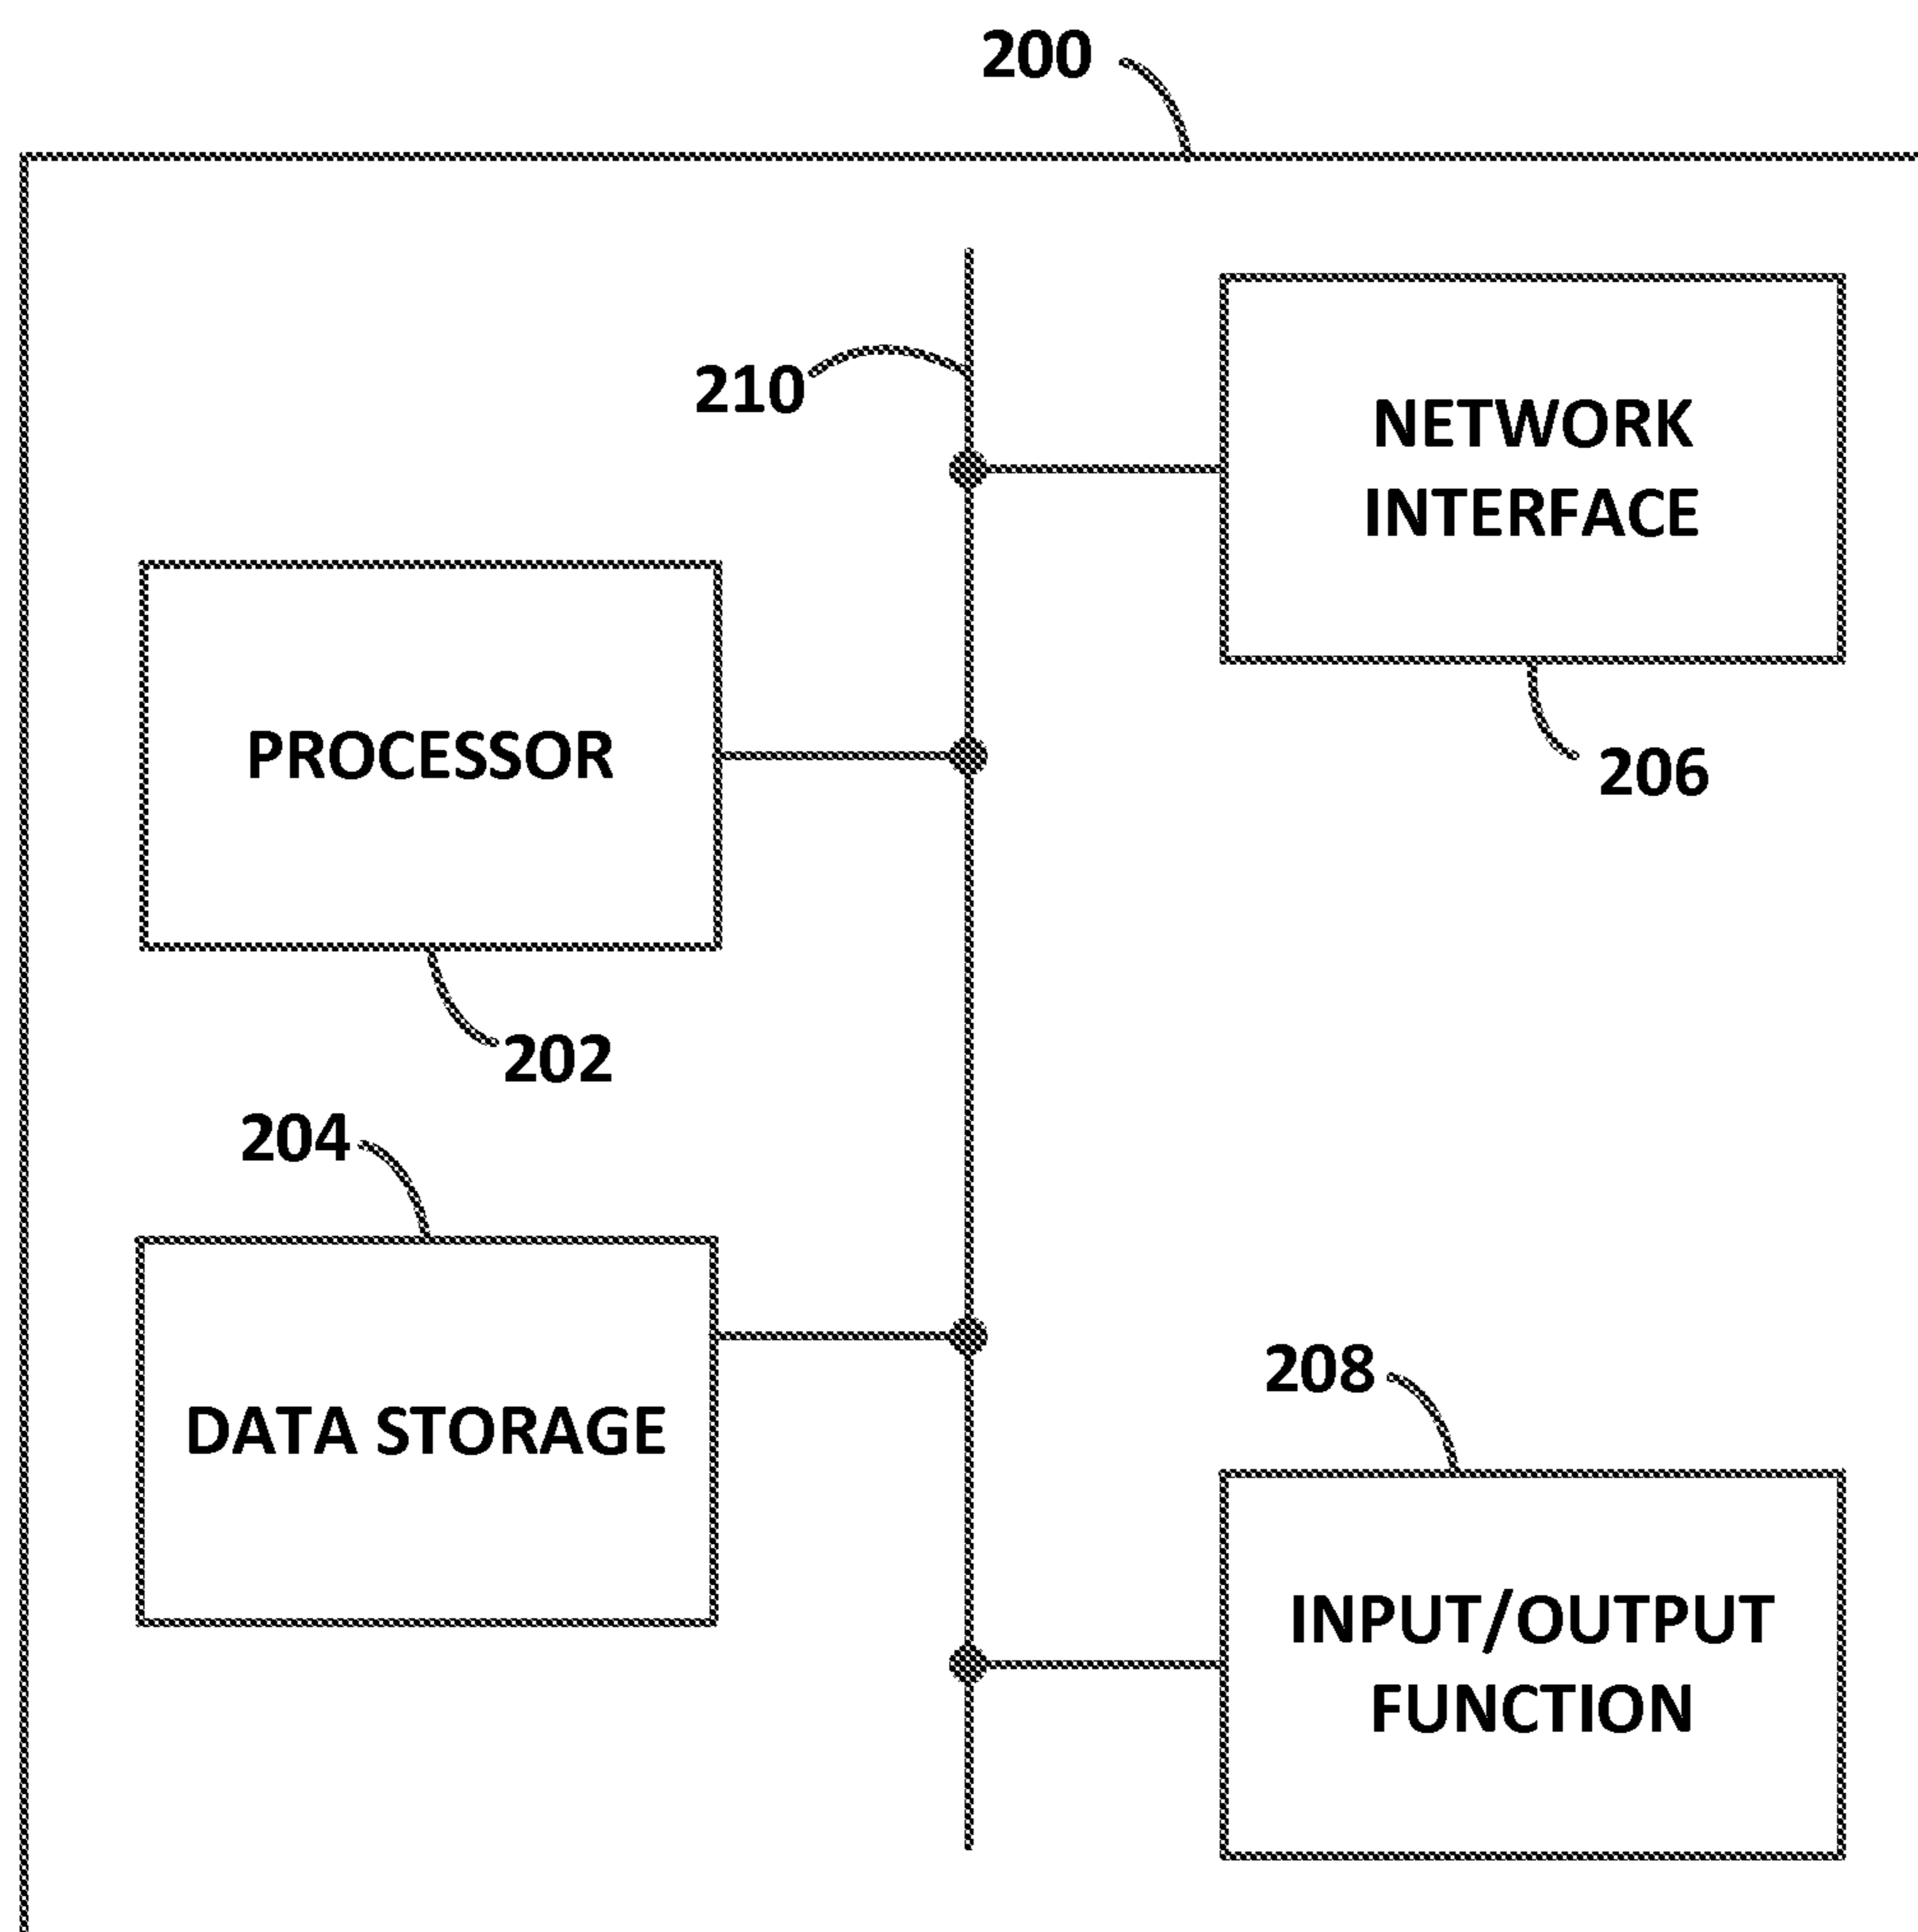 200
210
NETWORK
INTERFACE
PROCESSOR
206
202
204
208
DATA STORAGE
INPUT/OUTPUT
FUNCTION